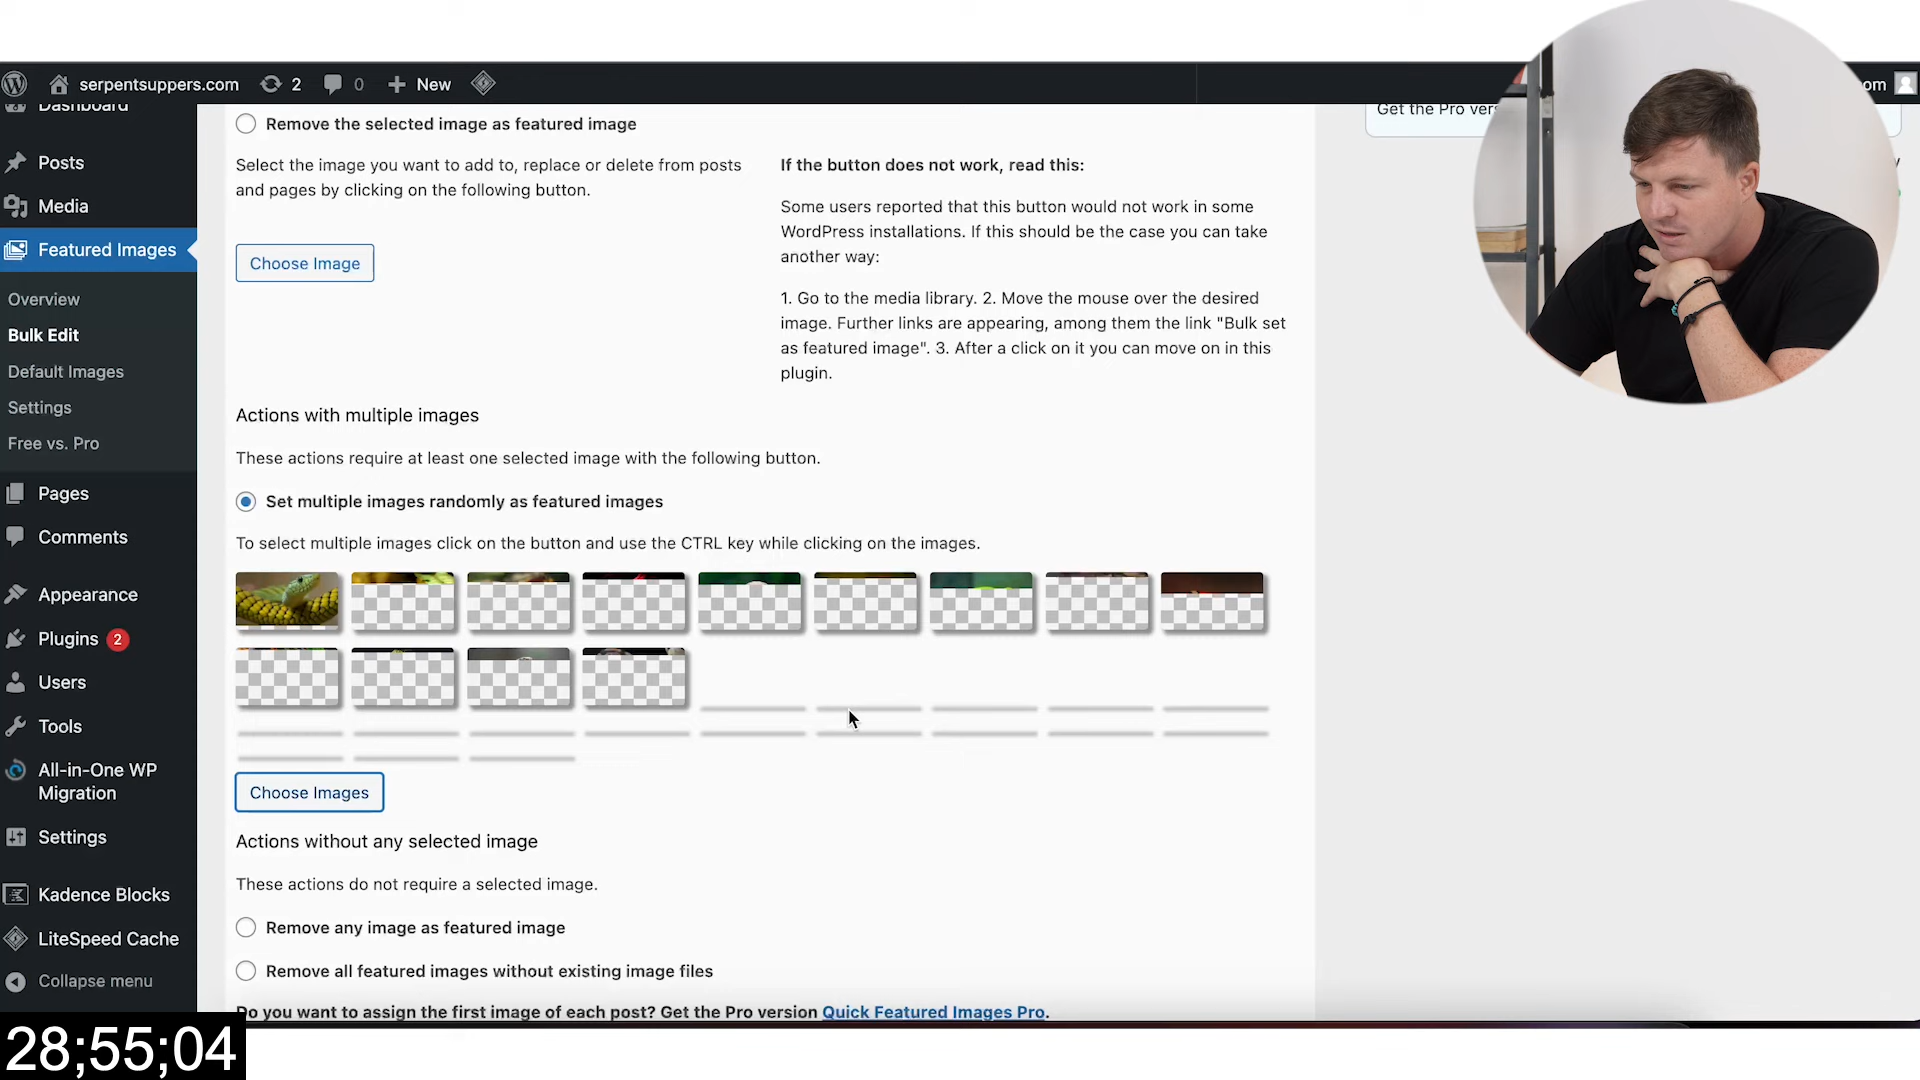 serpentsuppers.com 2 0 New
Dashboard
Posts
Media
Featured Images
Overview
Bulk Edit
Default Images
Settings
Free vs. Pro
Pages
Comments
Appearance
Plugins 2
Users
Tools
All-in-One WP
Migration
Settings
Kadence Blocks
LiteSpeed Cache
Collapse menu
Remove the selected image as featured image
Select the image you want to add to, replace or delete from posts
and pages by clicking on the following button.
Choose Image
If the button does not work, read this:
Some users reported that this button would not work in some
WordPress installations. If this should be the case you can take
another way:
1. Go to the media library. 2. Move the mouse over the desired
image. Further links are appearing, among them the link "Bulk set
as featured image". 3. After a click on it you can move on in this
plugin.
Actions with multiple images
These actions require at least one selected image with the following button.
Set multiple images randomly as featured images
To select multiple images click on the button and use the CTRL key while clicking on the images.
Choose Images
Actions without any selected image
These actions do not require a selected image.
Remove any image as featured image
Remove all featured images without existing image files
Do you want to assign the first image of each post? Get the Pro version Quick Featured Images Pro.
Get the Pro
28;55;04